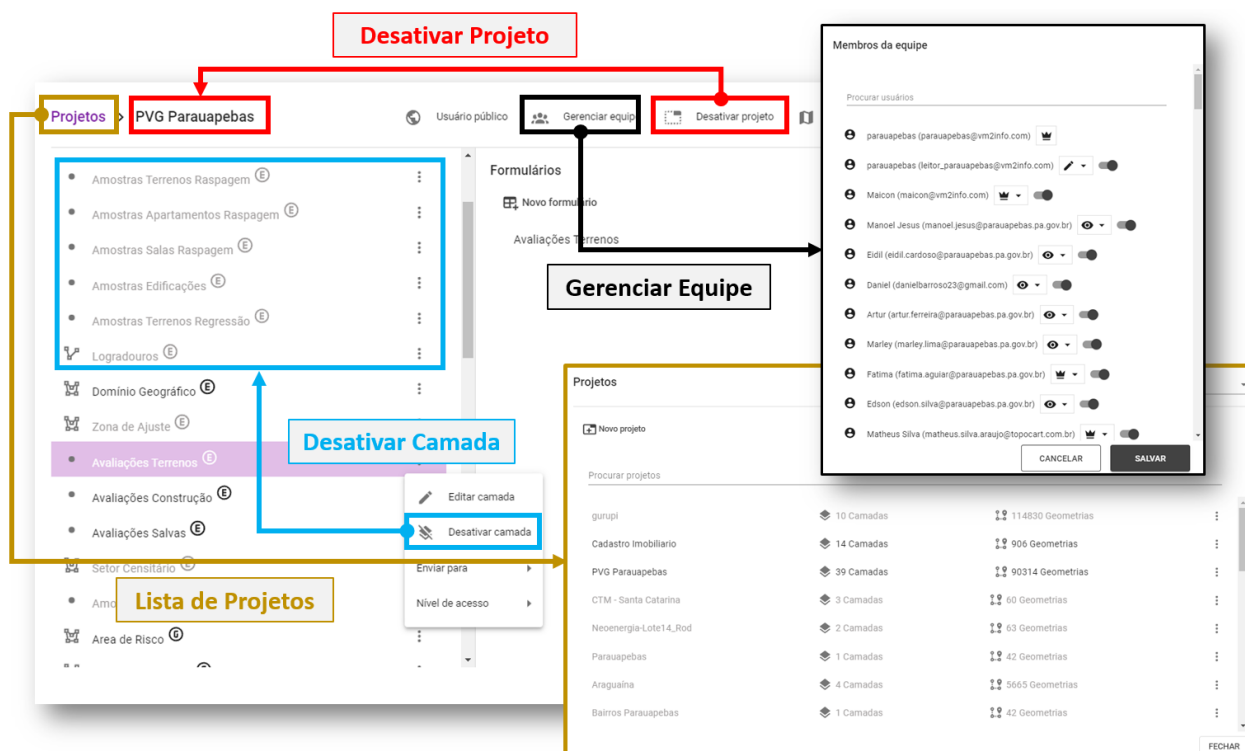 Desativar Projeto
Projetos > PVG Parauapebas
Usuário público
Gerenciar equipe
Desativar projeto
Amostras Terrenos Raspagem E
Amostras Apartamentos Raspagem E
Amostras Salas Raspagem E
Amostras Edificações E
Amostras Terrenos Regressão E
Logradouros E
Domínio Geográfico E
Zona de Ajuste E
Avaliações Terrenos E
Avaliações Construção E
Avaliações Salvas E
Setor Censitário E
Area de Risco G
Formulários
Novo formulário
Avaliações Terrenos
Gerenciar Equipe
Desativar Camada
Editar camada
Desativar camada
Enviar para
Nível de acesso
Lista de Projetos
Membros da equipe
Procurar usuários
parauapebas (parauapebas@vm2info.com)
parauapebas (leitor_parauapebas@vm2info.com)
Maicon (maicon@vm2info.com)
Manoel Jesus (manoel.jesus@parauapebas.pa.gov.br)
Eidil (eidil.cardoso@parauapebas.pa.gov.br)
Daniel (danielbarroso23@gmail.com)
Artur (artur.ferreira@parauapebas.pa.gov.br)
Marley (marley.lima@parauapebas.pa.gov.br)
Fatima (fatima.aguiar@parauapebas.pa.gov.br)
Edson (edson.silva@parauapebas.pa.gov.br)
Matheus Silva (matheus.silva.araujo@topocart.com.br)
CANCELAR SALVAR
Projetos
Novo projeto
Procurar projetos
gurupi 10 Camadas 114830 Geometrias
Cadastro Imobiliario 14 Camadas 906 Geometrias
PVG Parauapebas 39 Camadas 90314 Geometrias
CTM - Santa Catarina 3 Camadas 60 Geometrias
Neoenergia-Lote14_Rod 2 Camadas 63 Geometrias
Parauapebas 1 Camadas 42 Geometrias
Araguaína 4 Camadas 5665 Geometrias
Bairros Parauapebas 1 Camadas 42 Geometrias
FECHAR